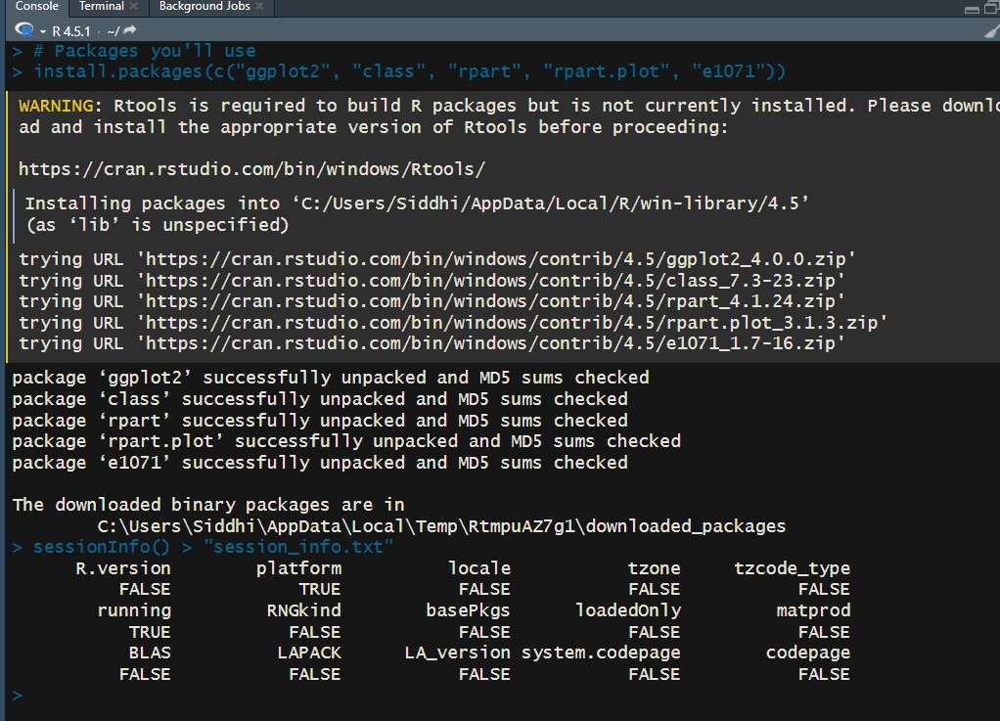 Console Terminal Background Jobs
R 4.5.1 · ~/
> # Packages you'll use
> install.packages(c("ggplot2", "class", "rpart", "rpart.plot", "e1071"))
WARNING: Rtools is required to build R packages but is not currently installed. Please downlo
ad and install the appropriate version of Rtools before proceeding:
https://cran.rstudio.com/bin/windows/Rtools/
Installing packages into ‘C:/Users/Siddhi/AppData/Local/R/win-library/4.5’
(as ‘lib’ is unspecified)
trying URL 'https://cran.rstudio.com/bin/windows/contrib/4.5/ggplot2_4.0.0.zip'
trying URL 'https://cran.rstudio.com/bin/windows/contrib/4.5/class_7.3-23.zip'
trying URL 'https://cran.rstudio.com/bin/windows/contrib/4.5/rpart_4.1.24.zip'
trying URL 'https://cran.rstudio.com/bin/windows/contrib/4.5/rpart.plot_3.1.3.zip'
trying URL 'https://cran.rstudio.com/bin/windows/contrib/4.5/e1071_1.7-16.zip'
package ‘ggplot2’ successfully unpacked and MD5 sums checked
package ‘class’ successfully unpacked and MD5 sums checked
package ‘rpart’ successfully unpacked and MD5 sums checked
package ‘rpart.plot’ successfully unpacked and MD5 sums checked
package ‘e1071’ successfully unpacked and MD5 sums checked
The downloaded binary packages are in
C:\Users\Siddhi\AppData\Local\Temp\RtmpuAz7g1\downloaded_packages
> sessionInfo() > "session_info.txt"
R.version platform locale tzone tzcode_type
FALSE TRUE FALSE FALSE FALSE
running RNGkind basePkgs loadedOnly matprod
TRUE FALSE FALSE FALSE FALSE
BLAS LAPACK LA_version system.codepage codepage
FALSE FALSE FALSE FALSE FALSE
>